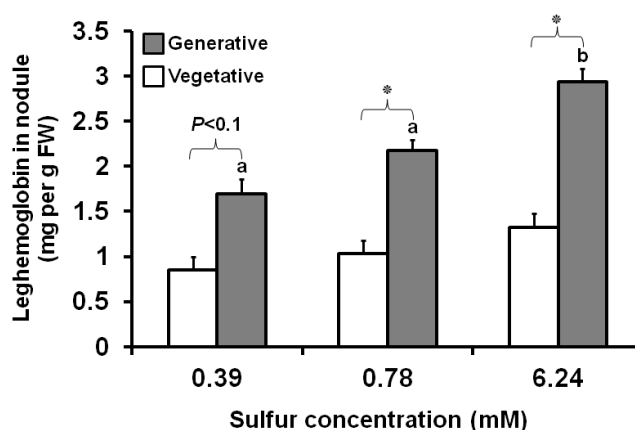 3.5
3
2.5
2
1.5
1
0.5
0
Leghemoglobin in nodule
(mg per g FW)
Generative
Vegetative
P<0.1
a
*
a
*
b
0.39
0.78
6.24
Sulfur concentration (mM)